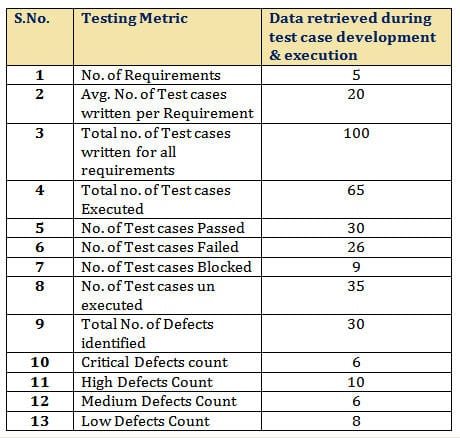 S.No. Testing Metric Data retrieved during
test case development
& execution
1 No. of Requirements 5
2 Avg. No. of Test cases 20
written per Requirement
3 Total no. of Test cases 100
written for all
requirements
4 Total no. of Test cases 65
Executed
5 No. of Test cases Passed 30
6 No. of Test cases Failed 26
7 No. of Test cases Blocked 9
8 No. of Test cases un 35
executed
9 Total No. of Defects 30
identified
10 Critical Defects count 6
11 High Defects Count 10
12 Medium Defects Count 6
13 Low Defects Count 8